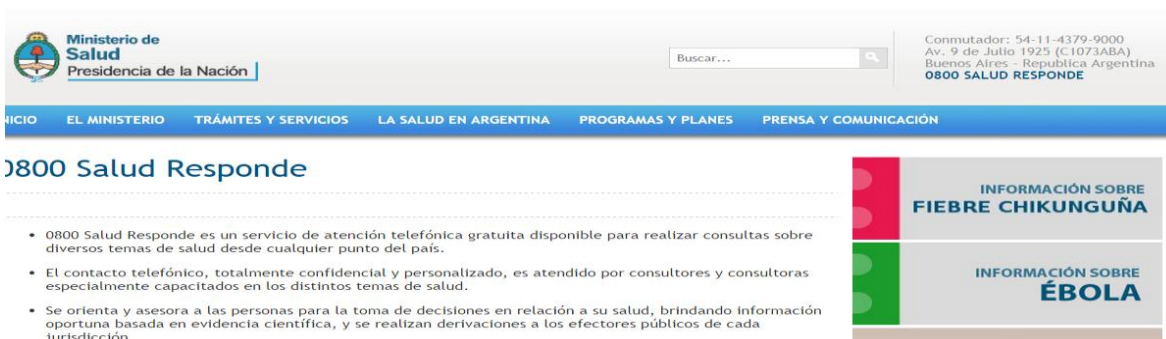 Ministerio de
Salud
Presidencia de la Nación
Buscar...
Conmutador: 54-11-4379-9000
Av. 9 de Julio 1925 (C1073ABA)
Buenos Aires - Republica Argentina
0800 SALUD RESPONDE
NICIO EL MINISTERIO TRÁMITES Y SERVICIOS LA SALUD EN ARGENTINA PROGRAMAS Y PLANES PRENSA Y COMUNICACIÓN
0800 Salud Responde
• 0800 Salud Responde es un servicio de atención telefónica gratuita disponible para realizar consultas sobre
diversos temas de salud desde cualquier punto del país.
• El contacto telefónico, totalmente confidencial y personalizado, es atendido por consultores y consultoras
especialmente capacitados en los distintos temas de salud.
• Se orienta y asesora a las personas para la toma de decisiones en relación a su salud, brindando información
oportuna basada en evidencia científica, y se realizan derivaciones a los efectores públicos de cada
jurisdicción
INFORMACIÓN SOBRE
FIEBRE CHIKUNGUÑA
INFORMACIÓN SOBRE
ÉBOLA